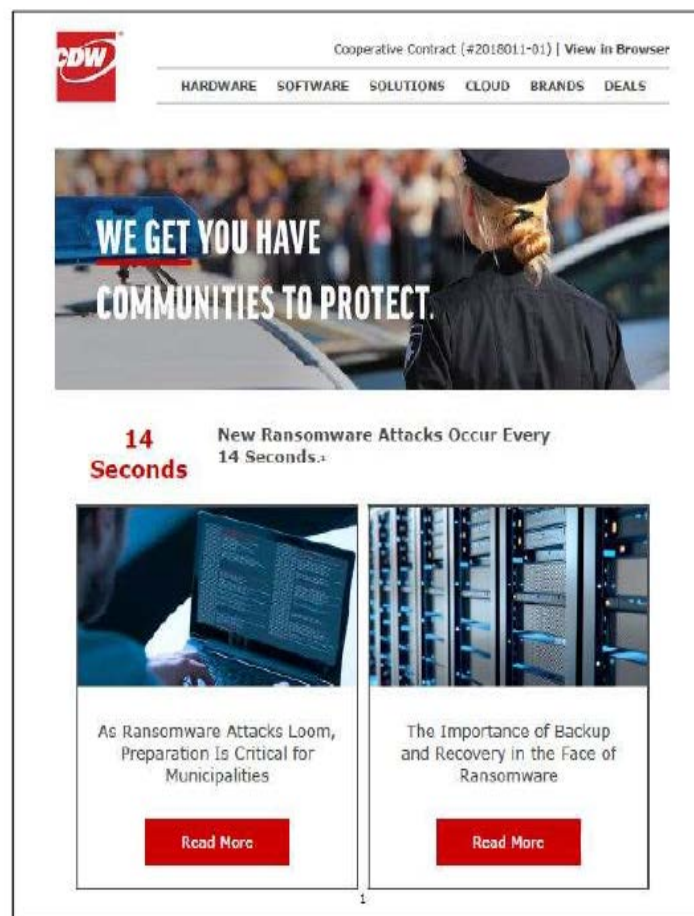 CDW®
Cooperative Contract (#2018011-01) | View in Browser
HARDWARE SOFTWARE SOLUTIONS CLOUD BRANDS DEALS
WE GET YOU HAVE
COMMUNITIES TO PROTECT.
14
Seconds
New Ransomware Attacks Occur Every
14 Seconds.¹
As Ransomware Attacks Loom,
Preparation Is Critical for
Municipalities
Read More
The Importance of Backup
and Recovery in the Face of
Ransomware
Read More
1